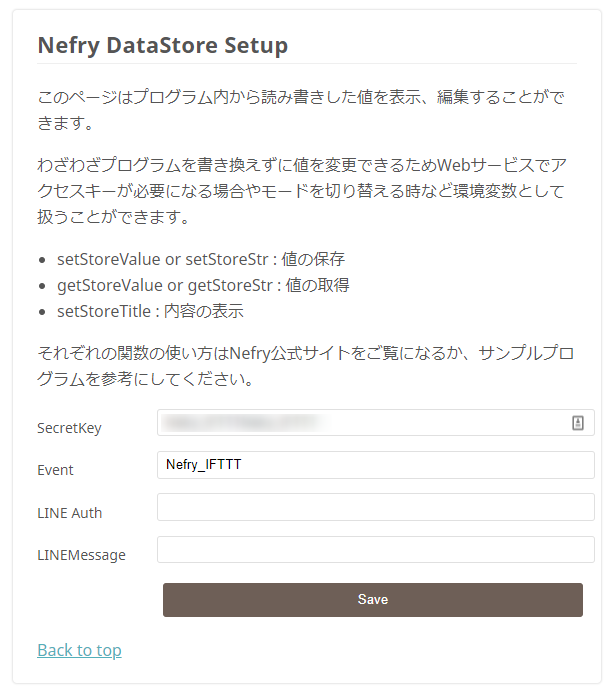 Nefry DataStore Setup
このページはプログラム内から読み書きした値を表示、編集することがで
きます。
わざわざプログラムを書き換えずに値を変更できるためWebサービスでア
クセスキーが必要になる場合やモードを切り替える時など環境変数として
扱うことができます。
setStoreValue or setStoreStr : 値の保存
getStoreValue or getStoreStr : 値の取得
setStoreTitle : 内容の表示
それぞれの関数の使い方はNefry公式サイトをご覧になるか、サンプルプロ
グラムを参考にしてください。
SecretKey
Event Nefry_IFTTT
LINE Auth
LINEMessage
Save
Back to top